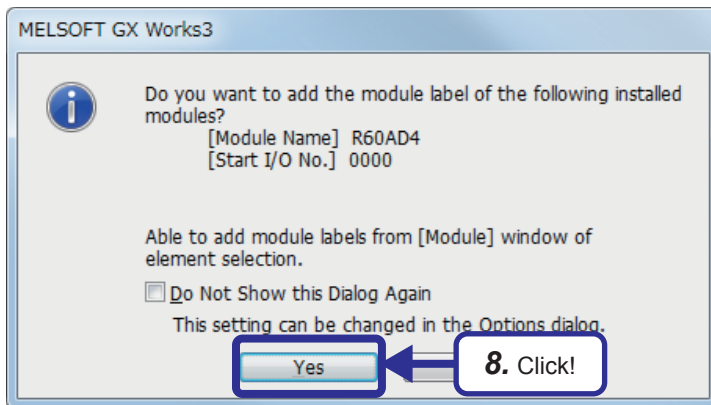 MELSOFT GX Works3
Do you want to add the module label of the following installed
modules?
[Module Name] R60AD4
[Start I/O No.] 0000
Able to add module labels from [Module] window of
element selection.
Do Not Show this Dialog Again
This setting can be changed in the Options dialog.
Yes
8. Click!